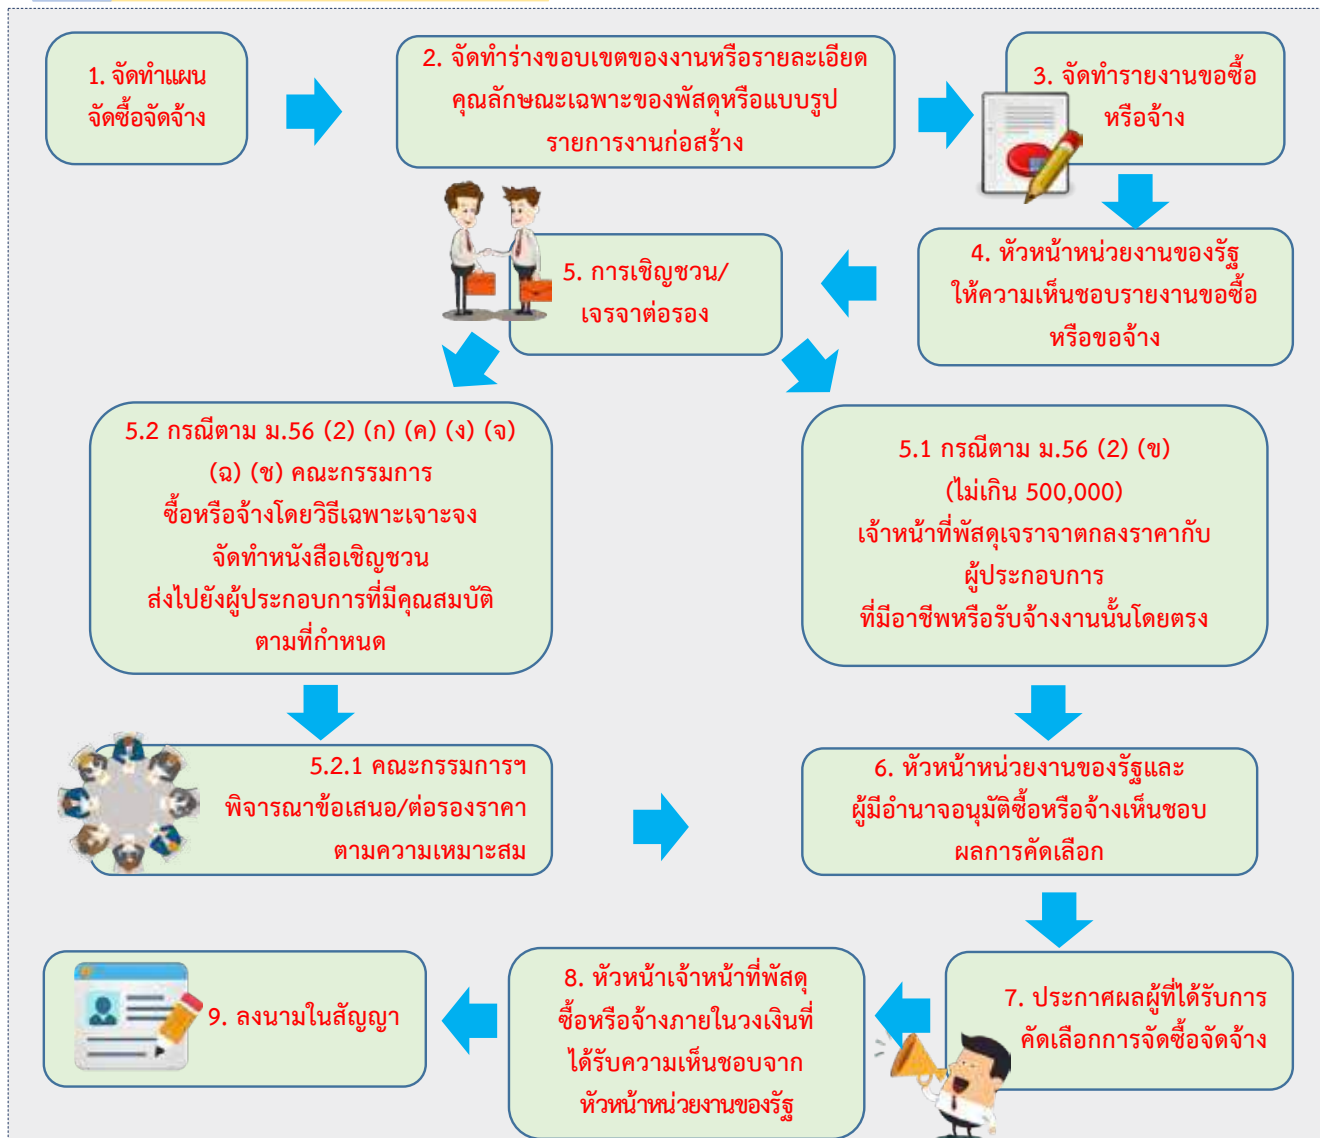 1. จัดทำแผน
จัดซื้อจัดจ้าง
2. จัดทำร่างขอบเขตของงานหรือรายละเอียด
คุณลักษณะเฉพาะของพัสดุหรือแบบรูป
รายการงานก่อสร้าง
3. จัดทำรายงานขอซื้อ
หรือจ้าง
4. หัวหน้าหน่วยงานของรัฐ
ให้ความเห็นชอบรายงานขอซื้อ
หรือขอจ้าง
5. การเชิญชวน/
เจรจาต่อรอง
5.2 กรณีตาม ม.56 (2) (ก) (ค) (ง) (จ)
(ฉ) (ช) คณะกรรมการ
ซื้อหรือจ้างโดยวิธีเฉพาะเจาะจง
จัดทำหนังสือเชิญชวน
ส่งไปยังผู้ประกอบการที่มีคุณสมบัติ
ตามที่กำหนด
5.1 กรณีตาม ม.56 (2) (ข)
(ไม่เกิน 500,000)
เจ้าหน้าที่พัสดุเจราจาตกลงราคากับ
ผู้ประกอบการ
ที่มีอาชีพหรือรับจ้างงานนั้นโดยตรง
5.2.1 คณะกรรมการฯ
พิจารณาข้อเสนอ/ต่อรองราคา
ตามความเหมาะสม
6. หัวหน้าหน่วยงานของรัฐและ
ผู้มีอำนาจอนุมัติซื้อหรือจ้างเห็นชอบ
ผลการคัดเลือก
7. ประกาศผลผู้ที่ได้รับการ
คัดเลือกการจัดซื้อจัดจ้าง
8. หัวหน้าเจ้าหน้าที่พัสดุ
ซื้อหรือจ้างภายในวงเงินที่
ได้รับความเห็นชอบจาก
หัวหน้าหน่วยงานของรัฐ
9. ลงนามในสัญญา